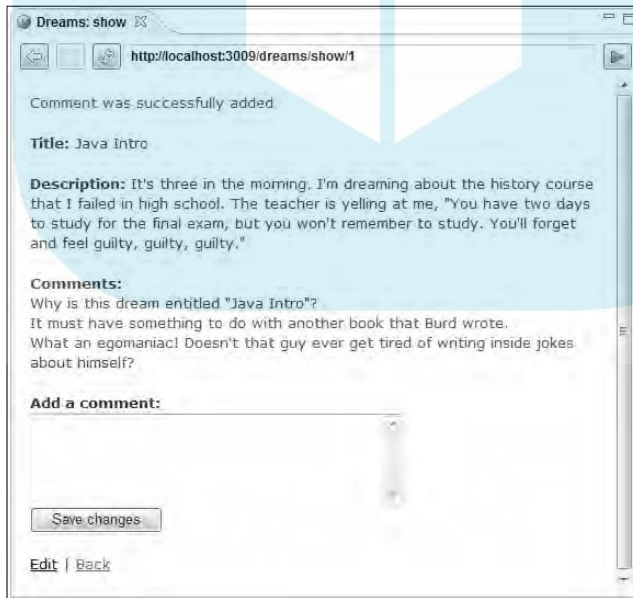 Dreams: show
http://localhost:3009/dreams/show/1
Comment was successfully added
Title: Java Intro
Description: It's three in the morning. I'm dreaming about the history course
that I failed in high school. The teacher is yelling at me, "You have two days
to study for the final exam, but you won't remember to study. You'll forget
and feel guilty, guilty, guilty."
Comments:
Why is this dream entitled "Java Intro"?
It must have something to do with another book that Burd wrote.
What an egomaniac! Doesn't that guy ever get tired of writing inside jokes
about himself?
Add a comment:
Save changes
Edit | Back